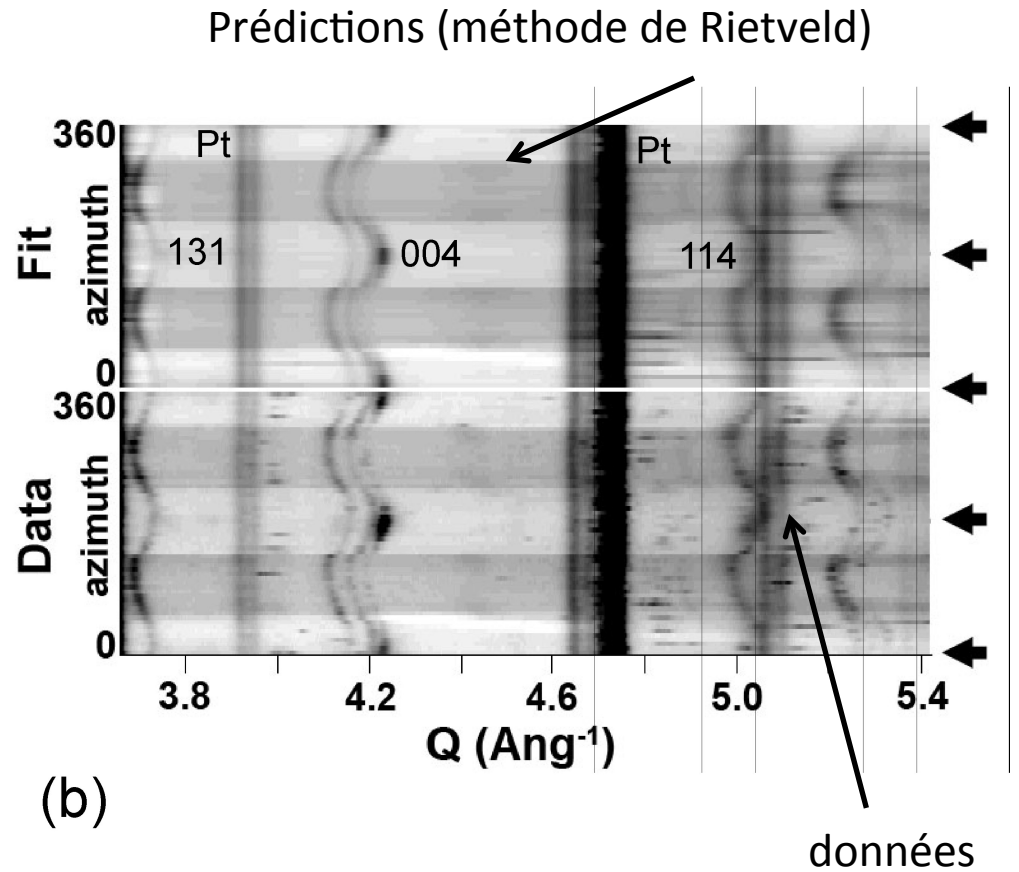 Prédictions (méthode de Rietveld)
360
Pt
Pt
Fit
azimuth
131
004
114
0
360
Data
azimuth
0
3.8
4.2
4.6
5.0
5.4
Q (Ang-1)
(b)
données